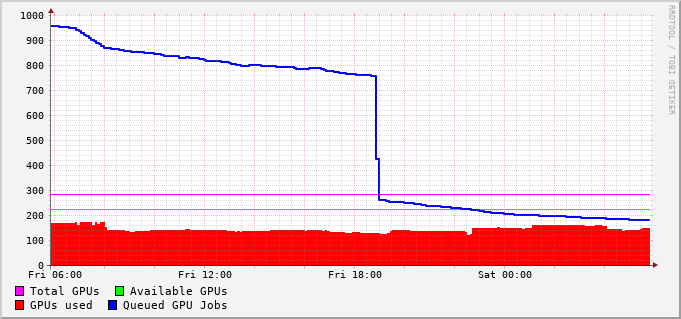 1000
900
800
700
600
500
400
300
200
100
0
Fri 06:00 Fri 12:00 Fri 18:00 Sat 00:00
Total GPUs Available GPUs
GPUs used Queued GPU Jobs
RRDTOOL / TOBI OETIKER